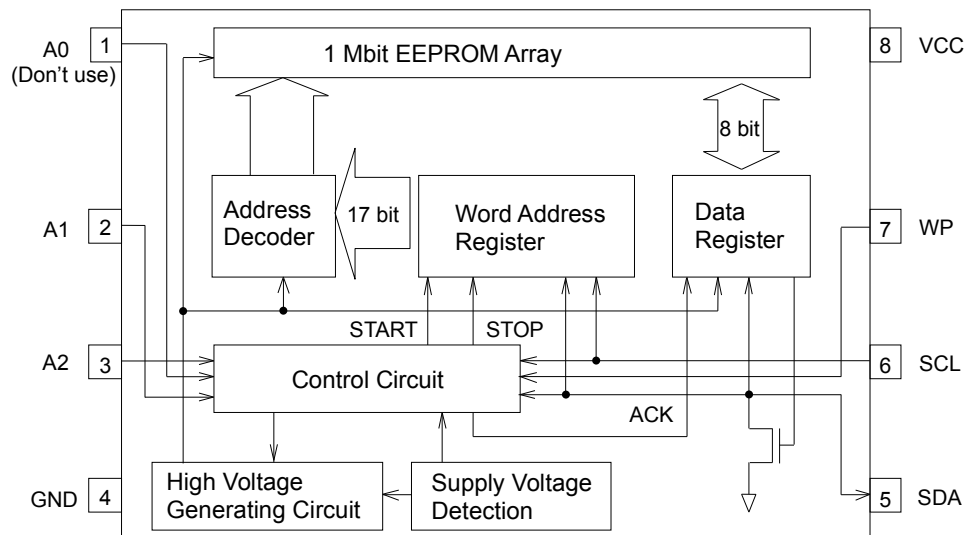 1 Mbit EEPROM Array
A0
(Don't use)
1
8
VCC
8 bit
A1
2
Address
Decoder
17 bit
Word Address
Register
Data
Register
7
WP
START
STOP
A2
3
Control Circuit
6
SCL
ACK
GND
4
High Voltage
Generating Circuit
Supply Voltage
Detection
5
SDA